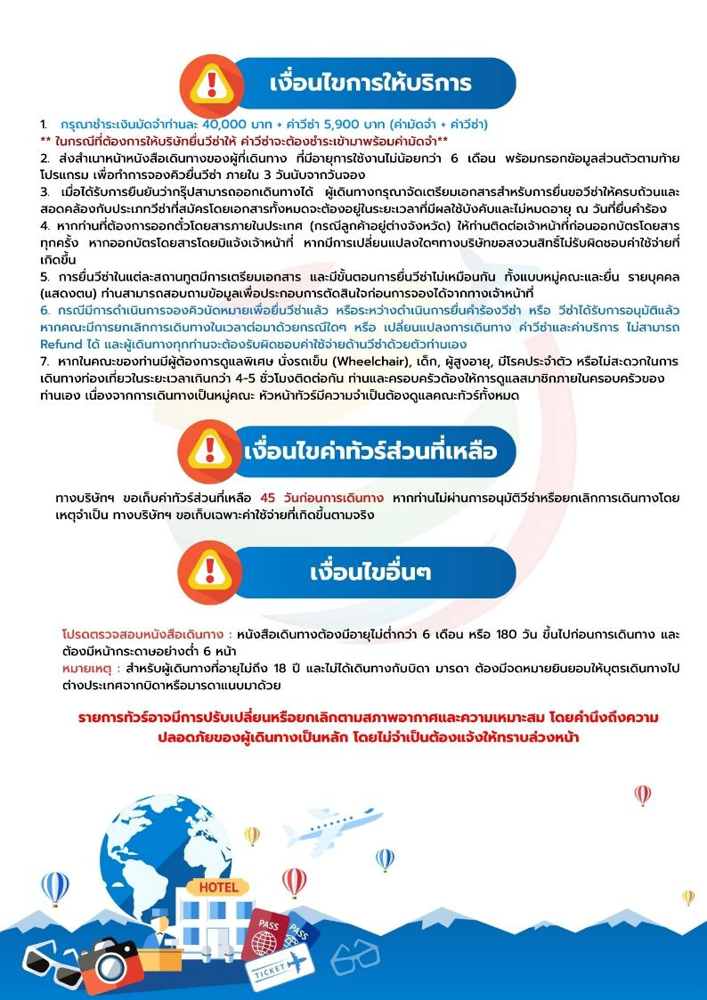 เงื่อนไขการให้บริการ
1. กรุณาชำระเงินมัดจำท่านละ 40,000 บาท + ค่าวีซ่า 5,900 บาท (ค่ามัดจำ + ค่าวีซ่า)
** ในกรณีที่ต้องการให้บริษัทยื่นวีซ่าให้ ค่าวีซ่าจะต้องชำระเข้ามาพร้อมค่ามัดจำ**
2. ส่งสำเนาหน้าหนังสือเดินทางของผู้ที่เดินทาง ที่มีอายุการใช้งานไม่น้อยกว่า 6 เดือน พร้อมกรอกข้อมูลส่วนตัวตามท้าย
โปรแกรม เพื่อทำการจองคิวยื่นวีซ่า ภายใน 3 วันนับจากวันจอง
3. เมื่อได้รับการยืนยันว่ากรุ๊ปสามารถออกเดินทางได้ ผู้เดินทางกรุณาจัดเตรียมเอกสารสำหรับการยื่นขอวีซ่าให้ครบถ้วนและ
สอดคล้องกับประเภทวีซ่าที่สมัครโดยเอกสารทั้งหมดจะต้องอยู่ในระยะเวลาที่มีผลใช้บังคับและไม่หมดอายุ ณ วันที่ยื่นคำร้อง
4. หากท่านที่ต้องการออกตั๋วโดยสารภายในประเทศ (กรณีลูกค้าอยู่ต่างจังหวัด) ให้ท่านติดต่อเจ้าหน้าที่ก่อนออกบัตรโดยสาร
ทุกครั้ง หากออกบัตรโดยสารโดยมิแจ้งเจ้าหน้าที่ หากมีการเปลี่ยนแปลงใดๆทางบริษัทขอสงวนสิทธิ์ไม่รับผิดชอบค่าใช้จ่ายที่
เกิดขึ้น
5. การยื่นวีซ่าในแต่ละสถานทูตมีการเตรียมเอกสาร และมีขั้นตอนการยื่นวีซ่าไม่เหมือนกัน ทั้งแบบหมู่คณะและยื่น รายบุคคล
(แสดงตน) ท่านสามารถสอบถามข้อมูลเพื่อประกอบการตัดสินใจก่อนการจองได้จากทางเจ้าหน้าที่
6. กรณีมีการดำเนินการจองคิวนัดหมายเพื่อยื่นวีซ่าแล้ว หรือระหว่างดำเนินการยื่นคำร้องวีซ่า หรือ วีซ่าได้รับการอนุมัติแล้ว
หากคณะมีการยกเลิกการเดินทางในเวลาต่อมาด้วยกรณีใดๆ หรือ เปลี่ยนแปลงการเดินทาง ค่าวีซ่าและค่าบริการ ไม่สามารถ
Refund ได้ และผู้เดินทางทุกท่านจะต้องรับผิดชอบค่าใช้จ่ายด้านวีซ่าด้วยตัวท่านเอง
7. หากในคณะของท่านมีผู้ต้องการดูแลพิเศษ นั่งรถเข็น (Wheelchair), เด็ก, ผู้สูงอายุ, มีโรคประจำตัว หรือไม่สะดวกในการ
เดินทางท่องเที่ยวในระยะเวลาเกินกว่า 4-5 ชั่วโมงติดต่อกัน ท่านและครอบครัวต้องให้การดูแลสมาชิกภายในครอบครัวของ
ท่านเอง เนื่องจากการเดินทางเป็นหมู่คณะ หัวหน้าทัวร์มีความจำเป็นต้องดูแลคณะทัวร์ทั้งหมด
เงื่อนไขค่าทัวร์ส่วนที่เหลือ
ทางบริษัทฯ ขอเก็บค่าทัวร์ส่วนที่เหลือ 45 วันก่อนการเดินทาง หากท่านไม่ผ่านการอนุมัติวีซ่าหรือยกเลิกการเดินทางโดย
เหตุจำเป็น ทางบริษัทฯ ขอเก็บเฉพาะค่าใช้จ่ายที่เกิดขึ้นตามจริง
เงื่อนไขอื่นๆ
โปรดตรวจสอบหนังสือเดินทาง : หนังสือเดินทางต้องมีอายุไม่ต่ำกว่า 6 เดือน หรือ 180 วัน ขึ้นไปก่อนการเดินทาง และ
ต้องมีหน้ากระดาษอย่างต่ำ 6 หน้า
หมายเหตุ : สำหรับผู้เดินทางที่อายุไม่ถึง 18 ปี และไม่ได้เดินทางกับบิดา มารดา ต้องมีจดหมายยินยอมให้บุตรเดินทางไป
ต่างประเทศจากบิดาหรือมารดาแนบมาด้วย
รายการทัวร์อาจมีการปรับเปลี่ยนหรือยกเลิกตามสภาพอากาศและความเหมาะสม โดยคำนึงถึงความ
ปลอดภัยของผู้เดินทางเป็นหลัก โดยไม่จำเป็นต้องแจ้งให้ทราบล่วงหน้า
HOTEL
PASS
PASS
TICKET